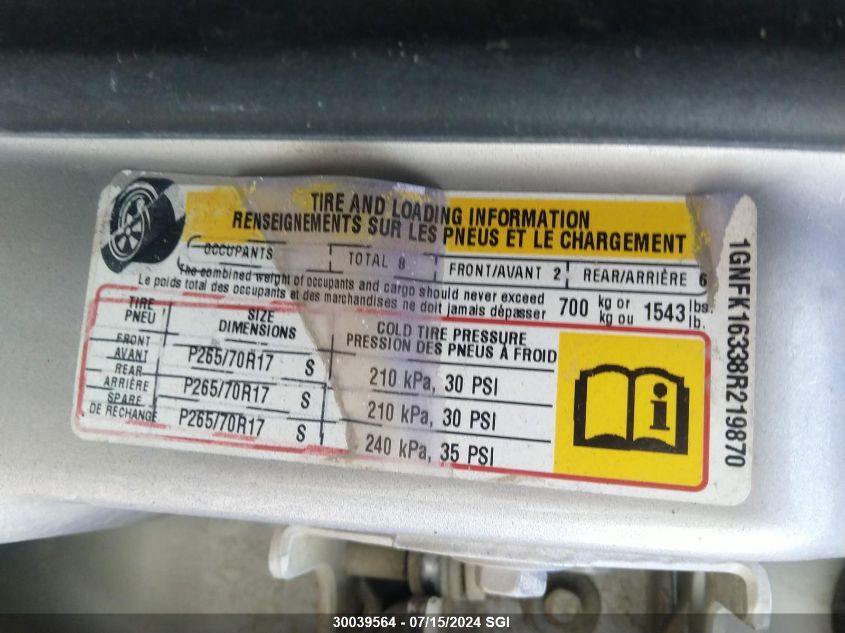 TIRE AND LOADING INFORMATION
RENSEIGNEMENTS SUR LES PNEUS ET LE CHARGEMENT
OCCUPANTS TOTAL 8 FRONT/AVANT 2 REAR/ARRIÈRE 6
The combined weight of occupants and cargo should never exceed 700 kg or 1543 lbs.
Le poids total des occupants et des marchandises ne doit jamais dépasser kg ou lb.
TIRE SIZE COLD TIRE PRESSURE
PNEU DIMENSIONS PRESSION DES PNEUS À FROID
FRONT
AVANT P265/70R17 S 210 kPa, 30 PSI
REAR
ARRIÈRE P265/70R17 S 210 kPa, 30 PSI
SPARE
DE RECHANGE P265/70R17 S 240 kPa, 35 PSI
i
1GNFK16338R219870
30039564 - 07/15/2024 SGI